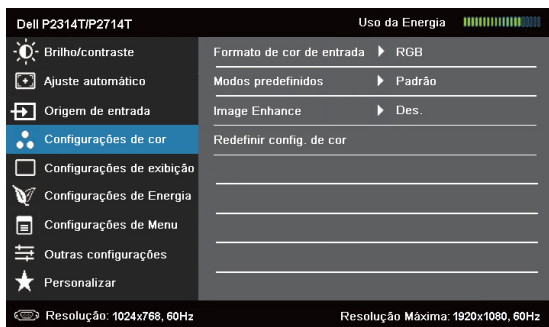 Dell P2314T/P2714T Uso da Energia
Brilho/contraste Formato de cor de entrada RGB
Ajuste automático Modos predefinidos Padrão
Origem de entrada Image Enhance Des.
Configurações de cor Redefinir config. de cor
Configurações de exibição
Configurações de Energia
Configurações de Menu
Outras configurações
Personalizar
Resolução: 1024x768, 60Hz Resolução Máxima: 1920x1080, 60Hz